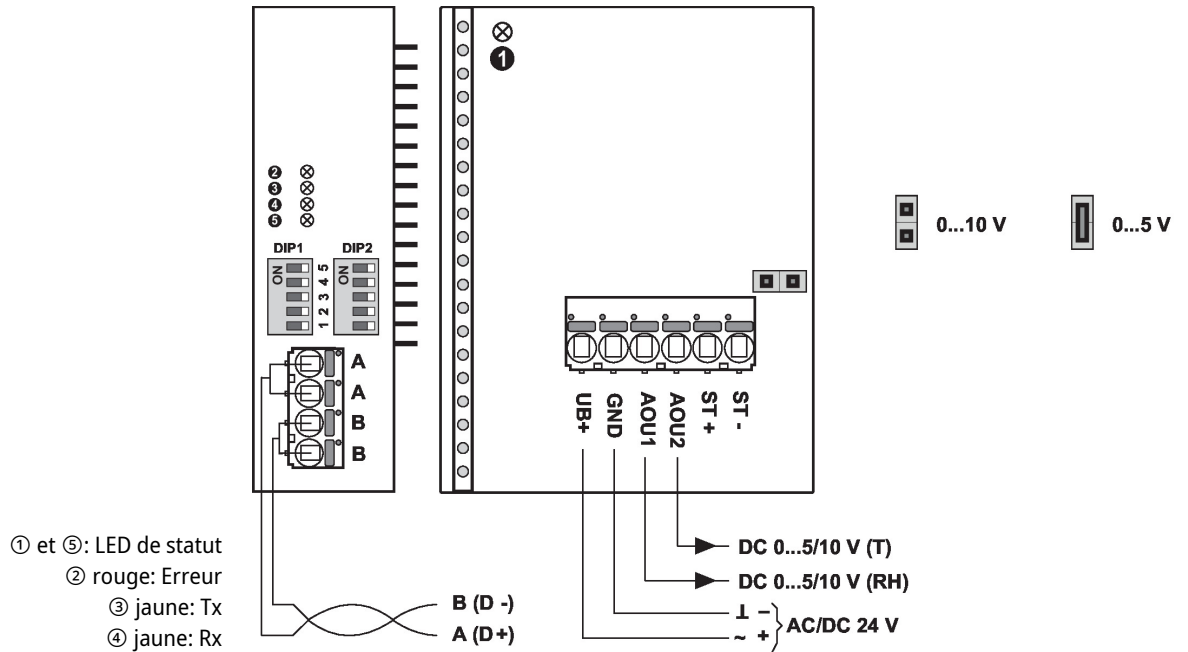 ❶
❷
❸
❹
❺
DIP1
DIP2
ON
1 2 3 4 5
ON
A
A
B
B
UB+
GND
AOU1
AOU2
ST +
ST -
0...10 V
0...5 V
① et ⑤: LED de statut
② rouge: Erreur
③ jaune: Tx
④ jaune: Rx
B (D -)
A (D+)
DC 0...5/10 V (T)
DC 0...5/10 V (RH)
⊥ –
~ +
AC/DC 24 V